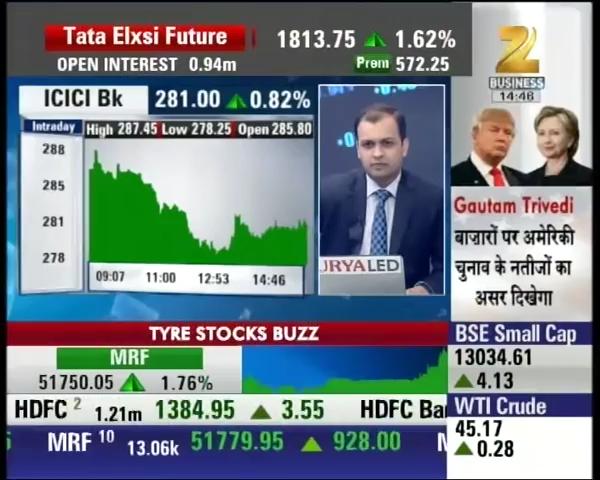 Tata Elxsi Future 1813.75 1.62%
OPEN INTEREST 0.94m Prem 572.25
Z
BUSINESS
14:46
ICICI Bk 281.00 0.82%
Intraday High 287.45 Low 278.25 Open 285.80
288
285
281
278
09:07 11:00 12:53 14:46
URYALED
Gautam Trivedi
बाज़ारों पर अमेरिकी
चुनाव के नतीजों का
असर दिखेगा
TYRE STOCKS BUZZ
MRF
51750.05 1.76%
BSE Small Cap
13034.61
4.13
WTI Crude
45.17
0.28
HDFC 2 1.21m 1384.95 3.55 HDFC Ba
MRF 10 13.06k 51779.95 928.00